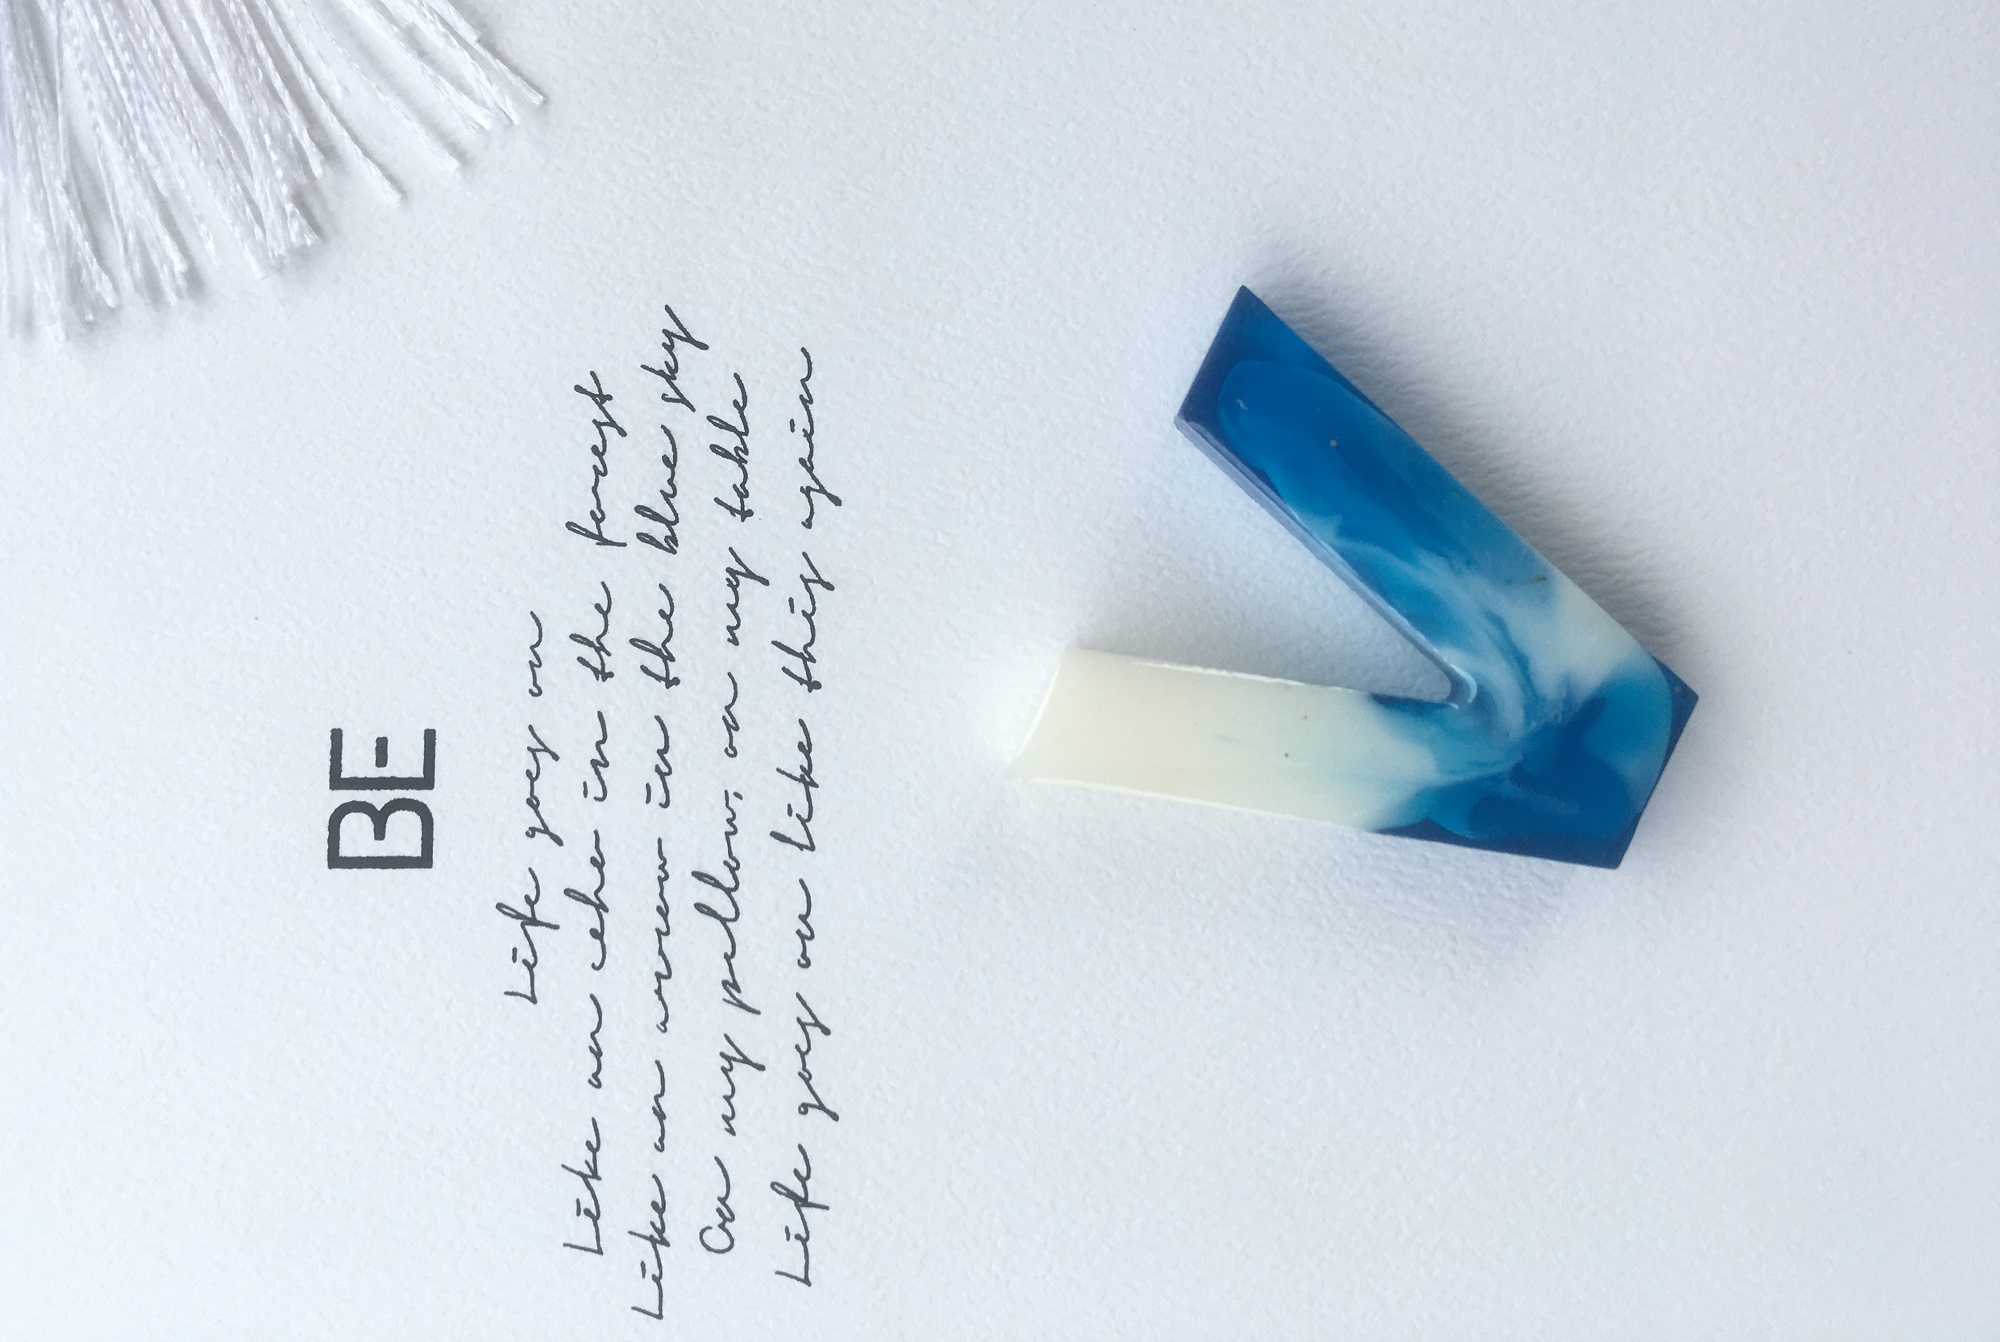 BE
Life goes on
Like an echo in the forest
Like an arrow in the blue sky
On my pillow, on my table
Life goes on like this again
V